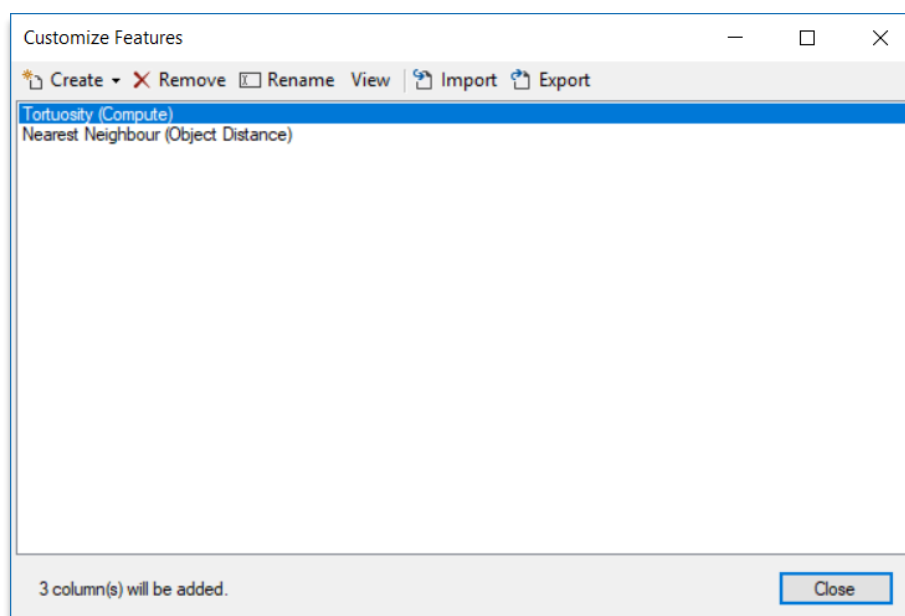 Customize Features
Create Remove Rename View Import Export
Tortuosity (Compute)
Nearest Neighbour (Object Distance)
3 column(s) will be added.
Close